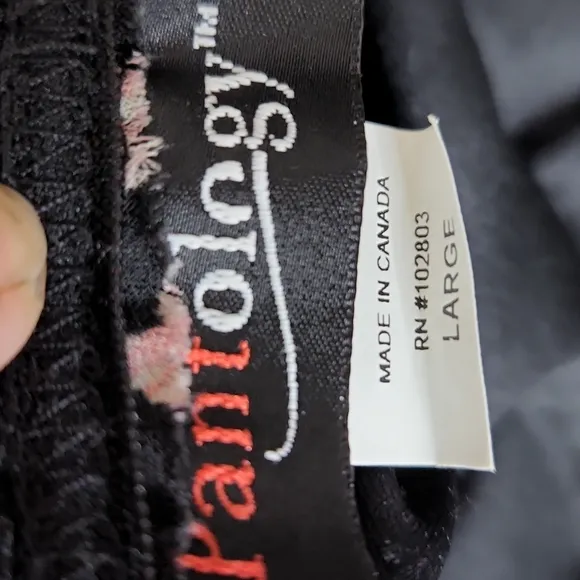 Pantology™
MADE IN CANADA
RN #102803
LARGE